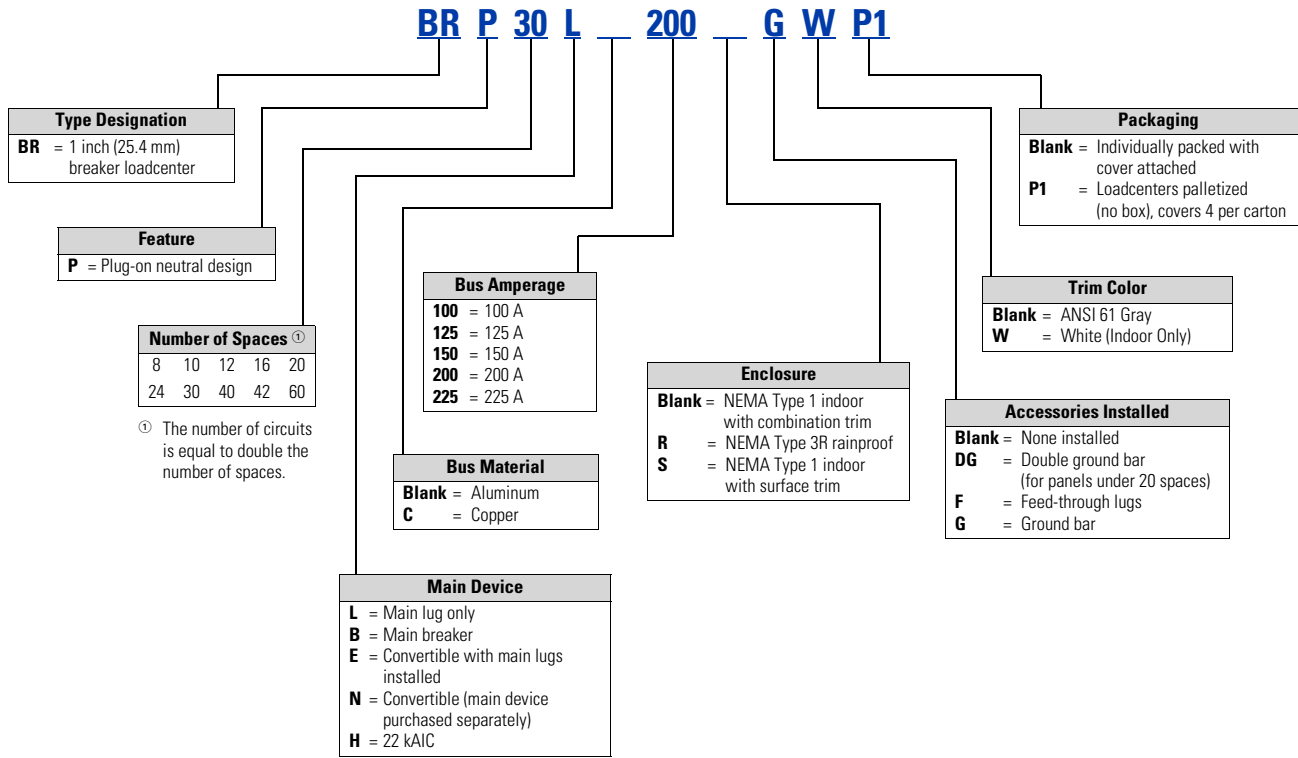 BR P 30 L __ 200 __ G W P1
Type Designation
BR = 1 inch (25.4 mm)
breaker loadcenter
Feature
P = Plug-on neutral design
Number of Spaces ①
8 10 12 16 20
24 30 40 42 60
① The number of circuits
is equal to double the
number of spaces.
Main Device
L = Main lug only
B = Main breaker
E = Convertible with main lugs
installed
N = Convertible (main device
purchased separately)
H = 22 kAIC
Bus Material
Blank = Aluminum
C = Copper
Bus Amperage
100 = 100 A
125 = 125 A
150 = 150 A
200 = 200 A
225 = 225 A
Enclosure
Blank = NEMA Type 1 indoor
with combination trim
R = NEMA Type 3R rainproof
S = NEMA Type 1 indoor
with surface trim
Accessories Installed
Blank = None installed
DG = Double ground bar
(for panels under 20 spaces)
F = Feed-through lugs
G = Ground bar
Trim Color
Blank = ANSI 61 Gray
W = White (Indoor Only)
Packaging
Blank = Individually packed with
cover attached
P1 = Loadcenters palletized
(no box), covers 4 per carton